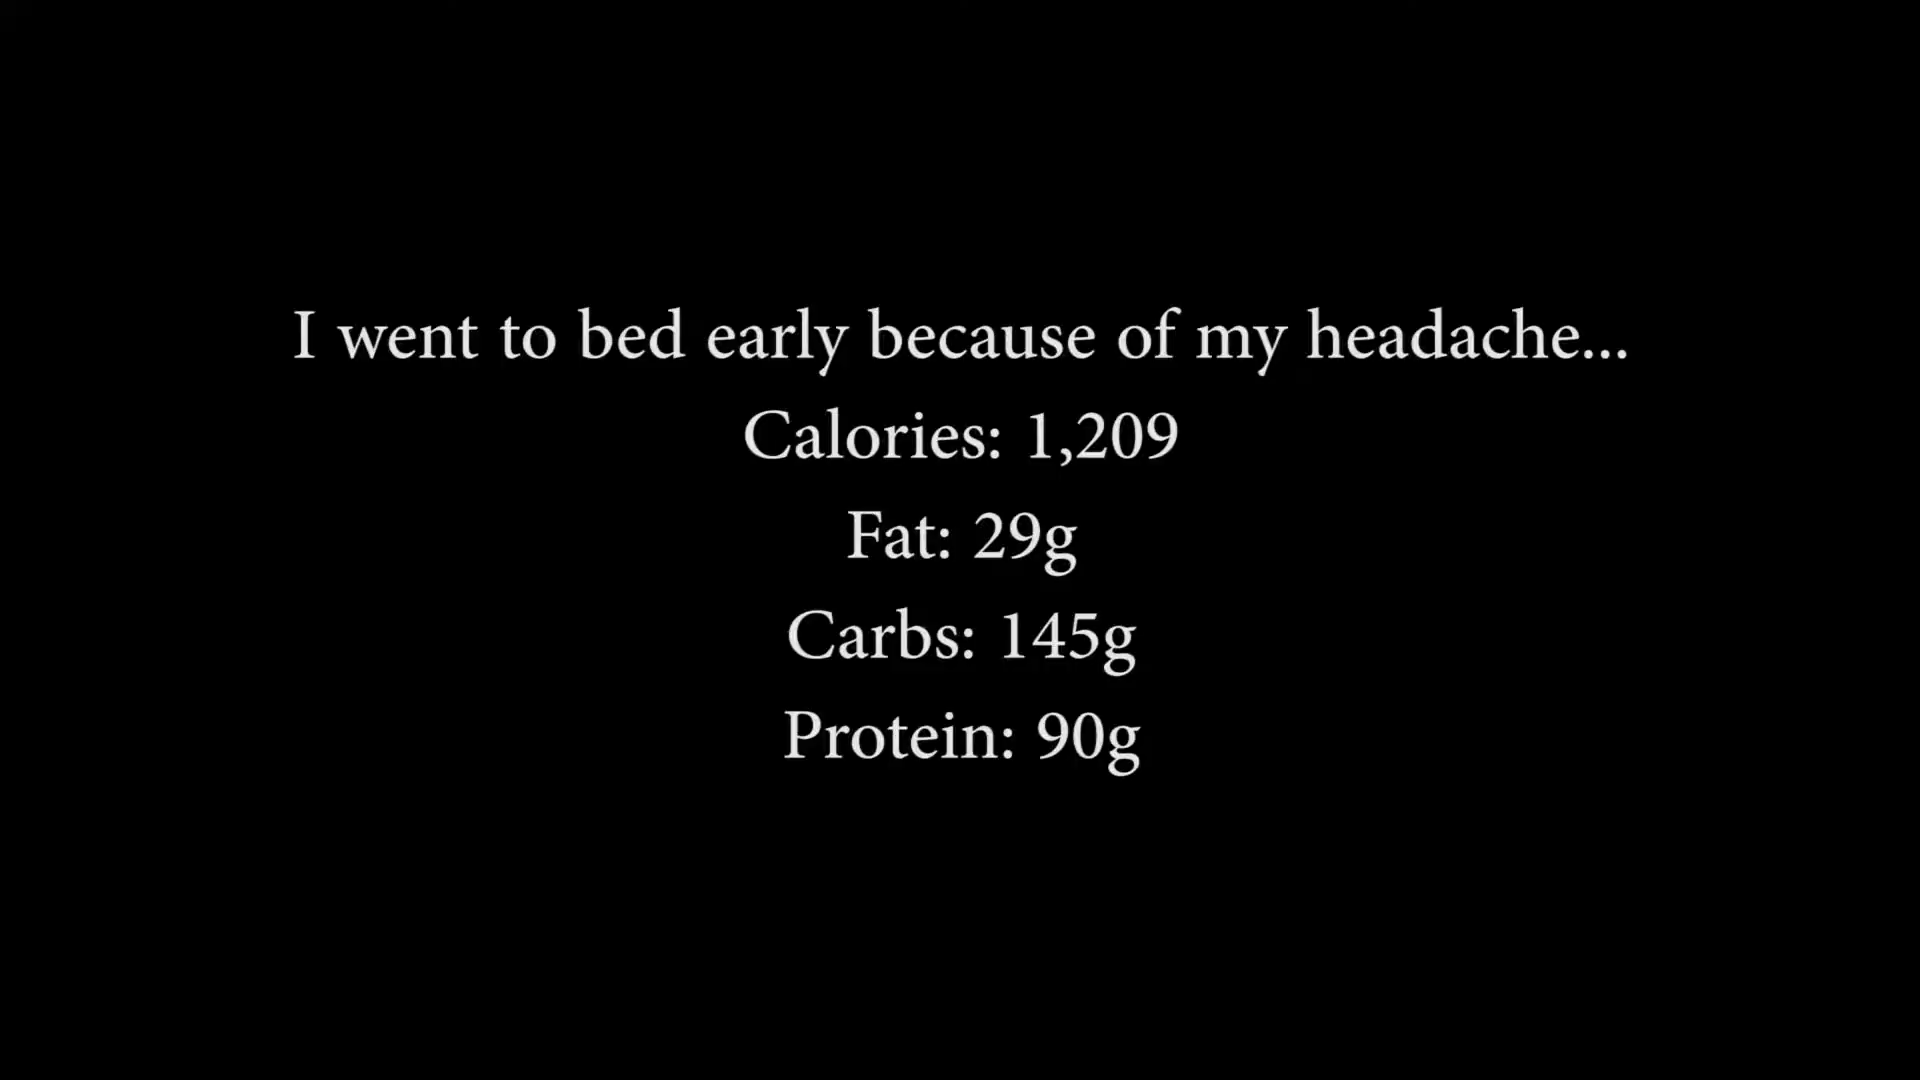 I went to bed early because of my headache...
Calories: 1,209
Fat: 29g
Carbs: 145g
Protein: 90g